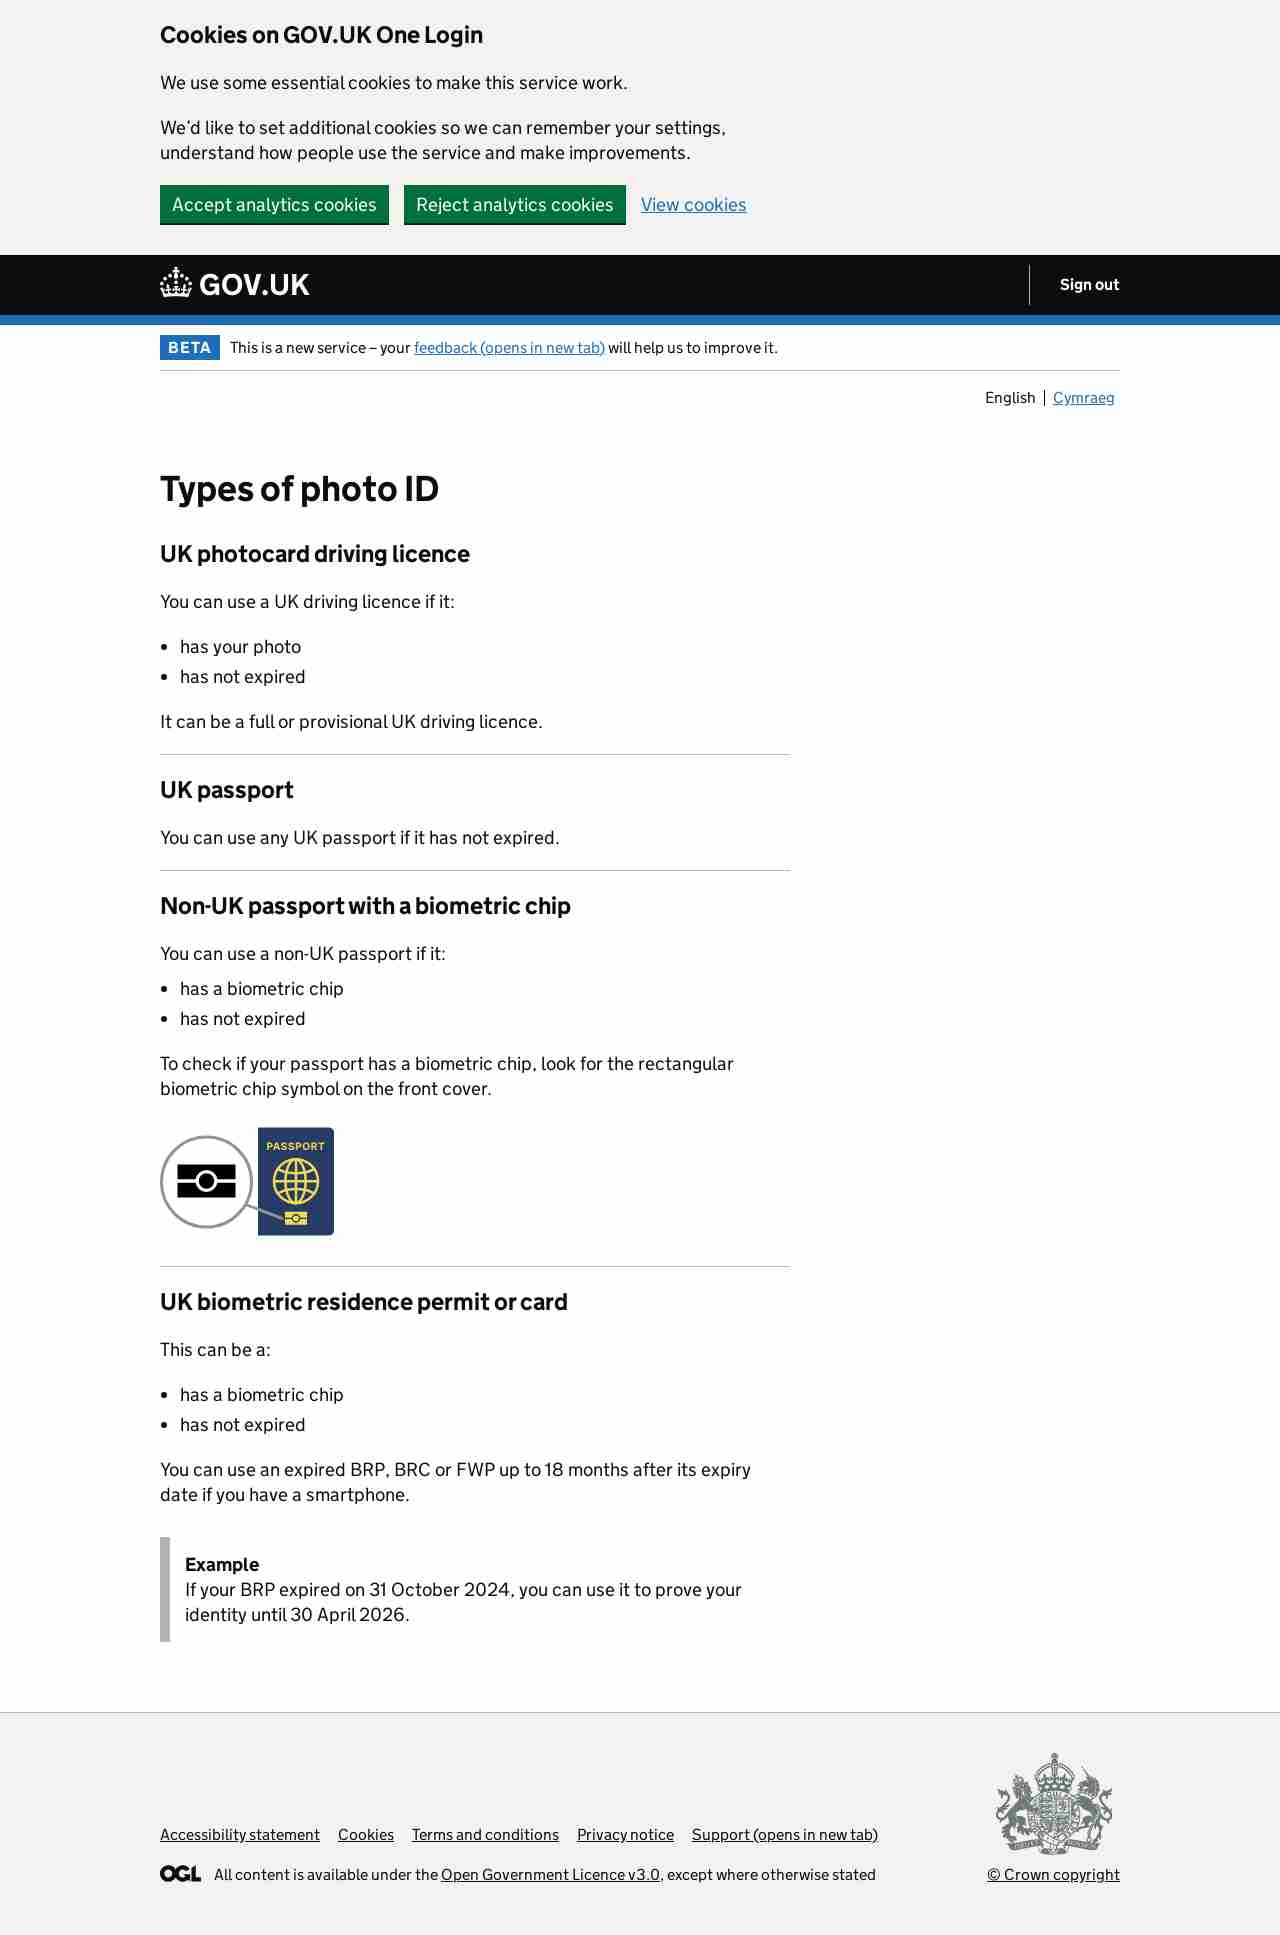 Cookies on GOV.UK One Login
We use some essential cookies to make this service work.
We’d like to set additional cookies so we can remember your settings,
understand how people use the service and make improvements.
Accept analytics cookies Reject analytics cookies View cookies
GOV.UK Sign out
BETA This is a new service – your feedback (opens in new tab) will help us to improve it.
English Cymraeg
Types of photo ID
UK photocard driving licence
You can use a UK driving licence if it:
• has your photo
• has not expired
It can be a full or provisional UK driving licence.
UK passport
You can use any UK passport if it has not expired.
Non-UK passport with a biometric chip
You can use a non-UK passport if it:
• has a biometric chip
• has not expired
To check if your passport has a biometric chip, look for the rectangular
biometric chip symbol on the front cover.
PASSPORT
UK biometric residence permit or card
This can be a:
• has a biometric chip
• has not expired
You can use an expired BRP, BRC or FWP up to 18 months after its expiry
date if you have a smartphone.
Example
If your BRP expired on 31 October 2024, you can use it to prove your
identity until 30 April 2026.
Accessibility statement Cookies Terms and conditions Privacy notice Support (opens in new tab)
OGL All content is available under the Open Government Licence v3.0, except where otherwise stated
© Crown copyright